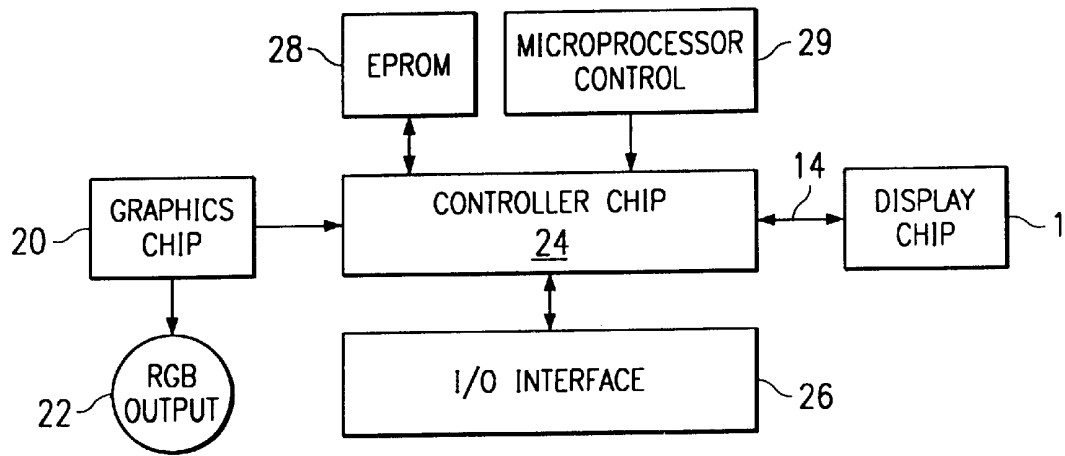 28
EPROM
MICROPROCESSOR
CONTROL
29
20
GRAPHICS
CHIP
CONTROLLER CHIP
24
14
DISPLAY
CHIP
1
22
RGB
OUTPUT
I/O INTERFACE
26